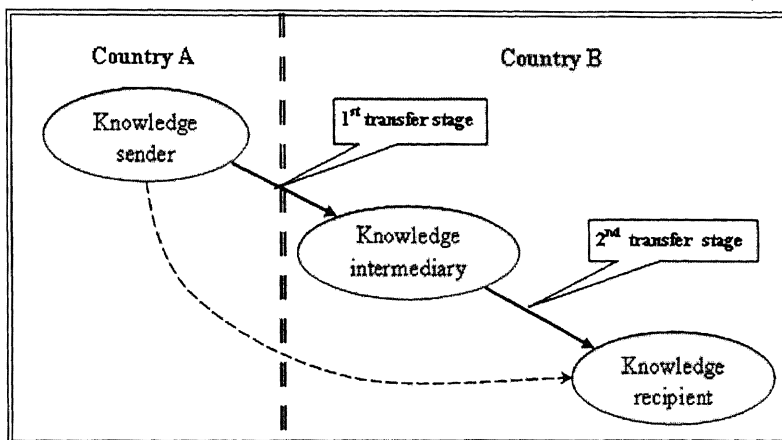 Country A
Country B
Knowledge
sender
1st transfer stage
Knowledge
intermediary
2nd transfer stage
Knowledge
recipient